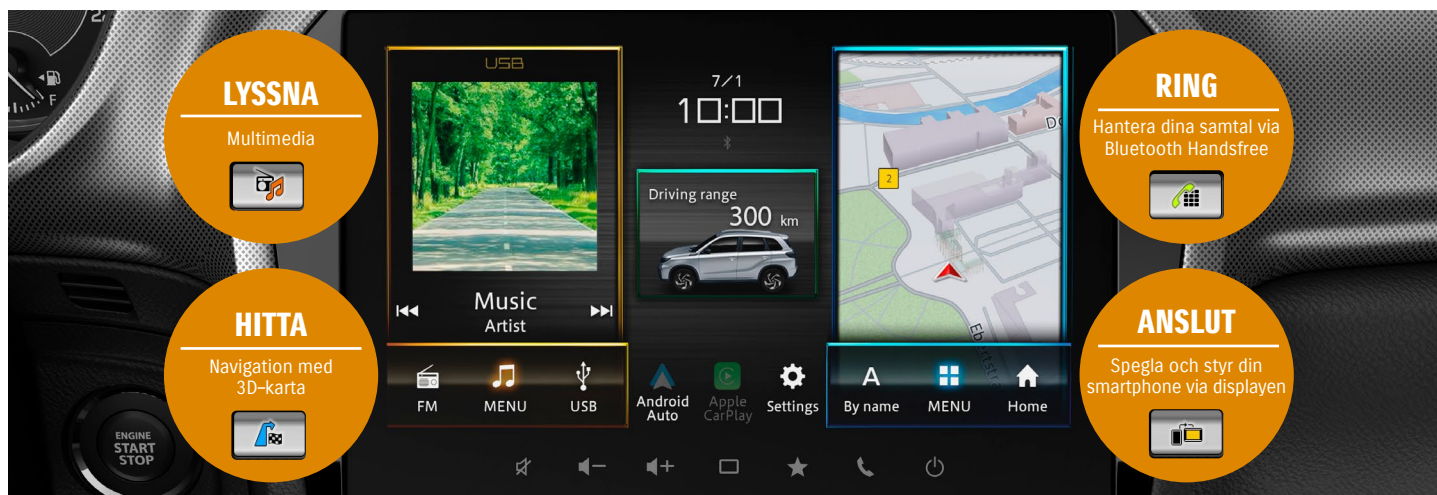 LYSSNA
Multimedia
HITTA
Navigation med
3D-karta
ENGINE
START
STOP
F
USB
Music
Artist
FM
MENU
USB
7/1
10:00
Driving range
300 km
Android
Auto
Apple
CarPlay
Settings
2
A
By name
MENU
Home
RING
Hantera dina samtal via
Bluetooth Handsfree
ANSLUT
Spegla och styr din
smartphone via displayen